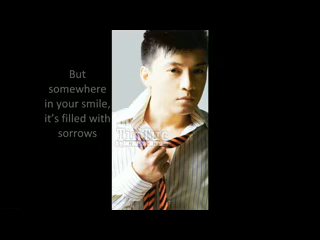 But
somewhere
in your smile,
it's filled with
sorrows